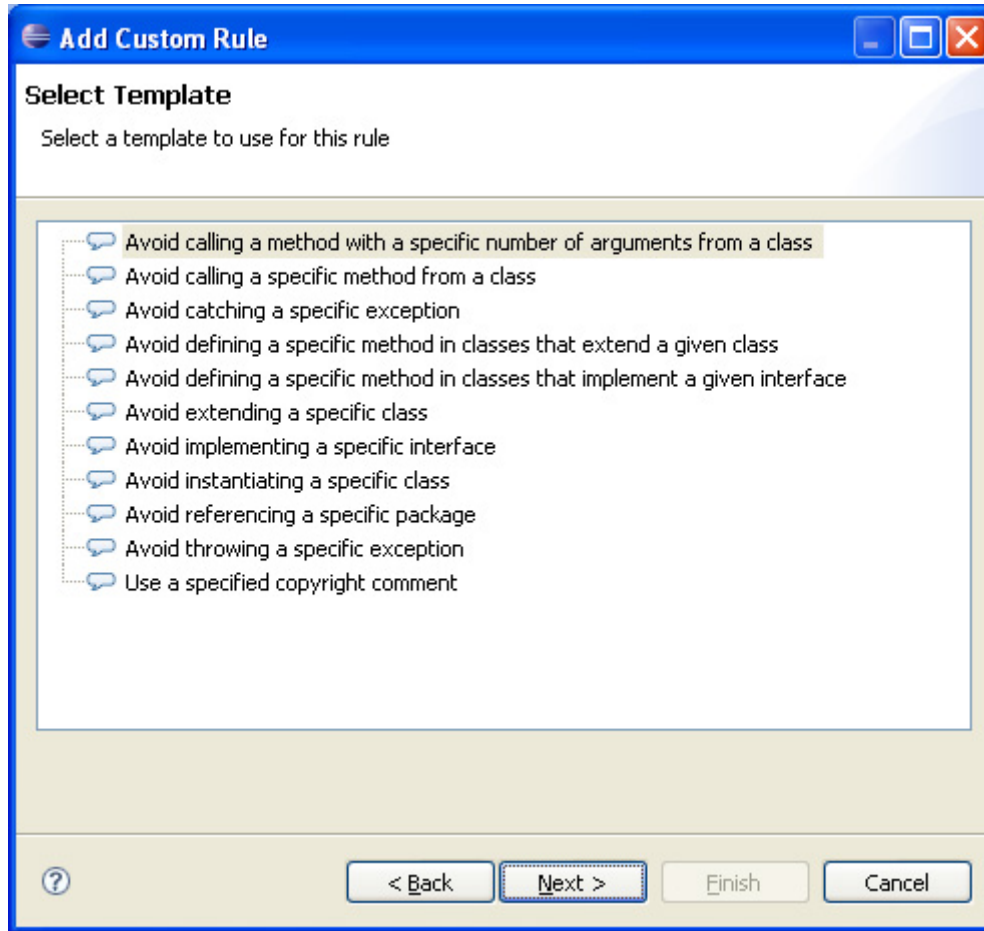 Add Custom Rule
Select Template
Select a template to use for this rule
Avoid calling a method with a specific number of arguments from a class
Avoid calling a specific method from a class
Avoid catching a specific exception
Avoid defining a specific method in classes that extend a given class
Avoid defining a specific method in classes that implement a given interface
Avoid extending a specific class
Avoid implementing a specific interface
Avoid instantiating a specific class
Avoid referencing a specific package
Avoid throwing a specific exception
Use a specified copyright comment
? < Back Next > Finish Cancel